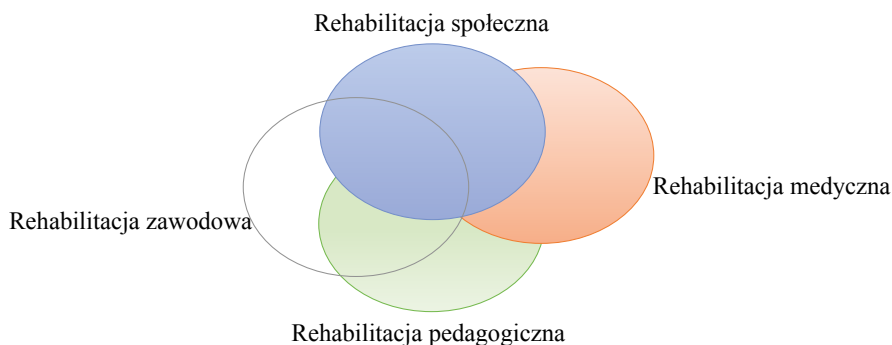 Rehabilitacja społeczna
Rehabilitacja medyczna
Rehabilitacja zawodowa
Rehabilitacja pedagogiczna